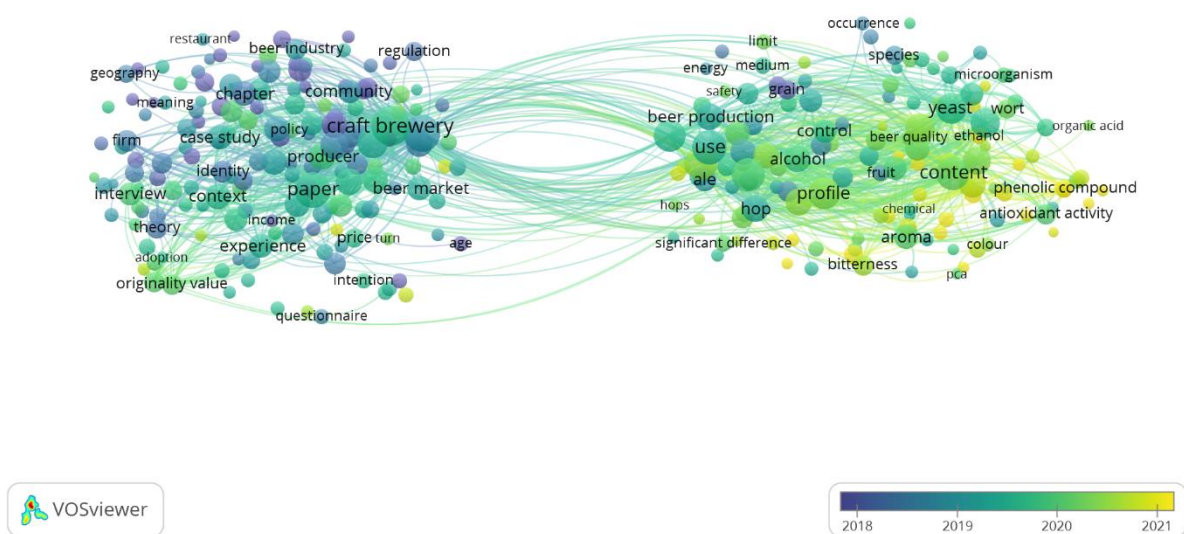 restaurant
beer industry
regulation
geography
chapter
community
meaning
craft brewery
firm
case study
policy
producer
identity
interview
context
paper
beer market
theory
income
experience
price
turn
age
adoption
originality value
intention
questionnaire
occurrence
limit
species
energy
medium
microorganism
safety
grain
yeast
wort
beer production
control
beer quality
ethanol
organic acid
use
alcohol
ale
fruit
content
hops
hop
profile
phenolic compound
chemical
antioxidant activity
significant difference
aroma
colour
bitterness
pca
VOSviewer
2018
2019
2020
2021